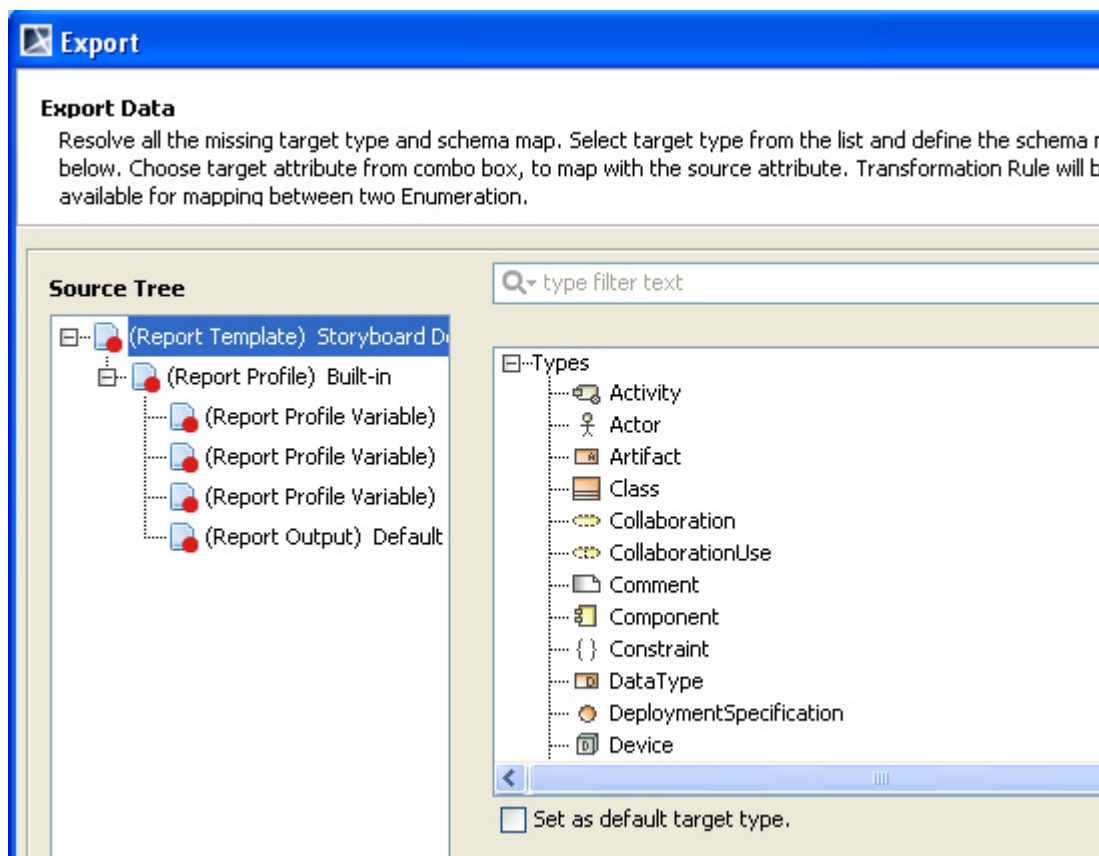 Export
Export Data
Resolve all the missing target type and schema map. Select target type from the list and define the schema
below. Choose target attribute from combo box, to map with the source attribute. Transformation Rule will
available for mapping between two Enumeration.
Source Tree
type filter text
(Report Template) Storyboard
(Report Profile) Built-in
(Report Profile Variable)
(Report Profile Variable)
(Report Profile Variable)
(Report Output) Default
Types
Activity
Actor
Artifact
Class
Collaboration
CollaborationUse
Comment
Component
Constraint
DataType
DeploymentSpecification
Device
Set as default target type.